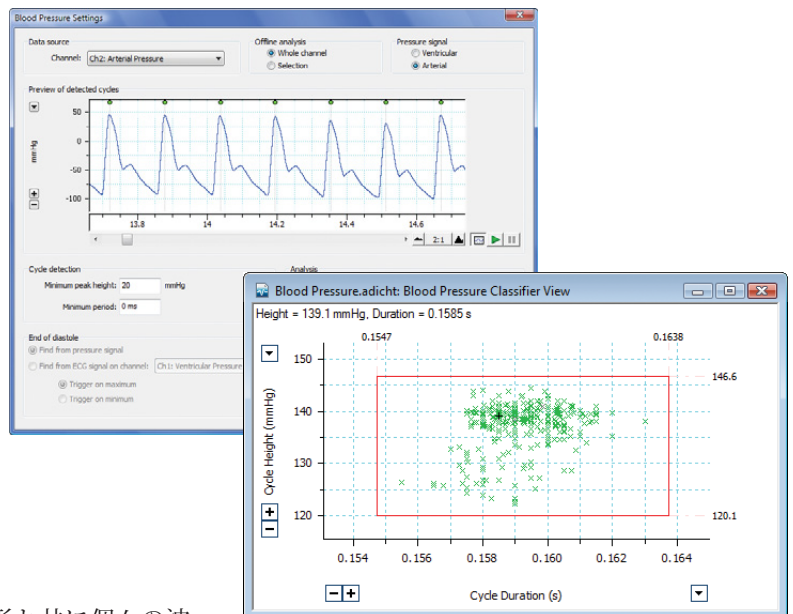 Blood Pressure Settings
Data source
Channel: Ch2: Arterial Pressure
Offline analysis
Whole channel
Selection
Pressure signal
Ventricular
Arterial
Preview of detected cycles
50
0
-50
-100
mmHg
13.8 14 14.2 14.4 14.6
2:1
Cycle detection
Minimum peak height: 20 mmHg
Minimum period: 0 ms
Analysis
End of diastole
Find from pressure signal
Find from ECG signal on channel: Ch1: Ventricular Pressure
Trigger on maximum
Trigger on minimum
Blood Pressure.adicht: Blood Pressure Classifier View
Height = 139.1 mmHg, Duration = 0.1585 s
0.1547 0.1638
150
140
130
120
146.6
120.1
Cycle Height (mmHg)
0.154 0.156 0.158 0.160 0.162 0.164
Cycle Duration (s)